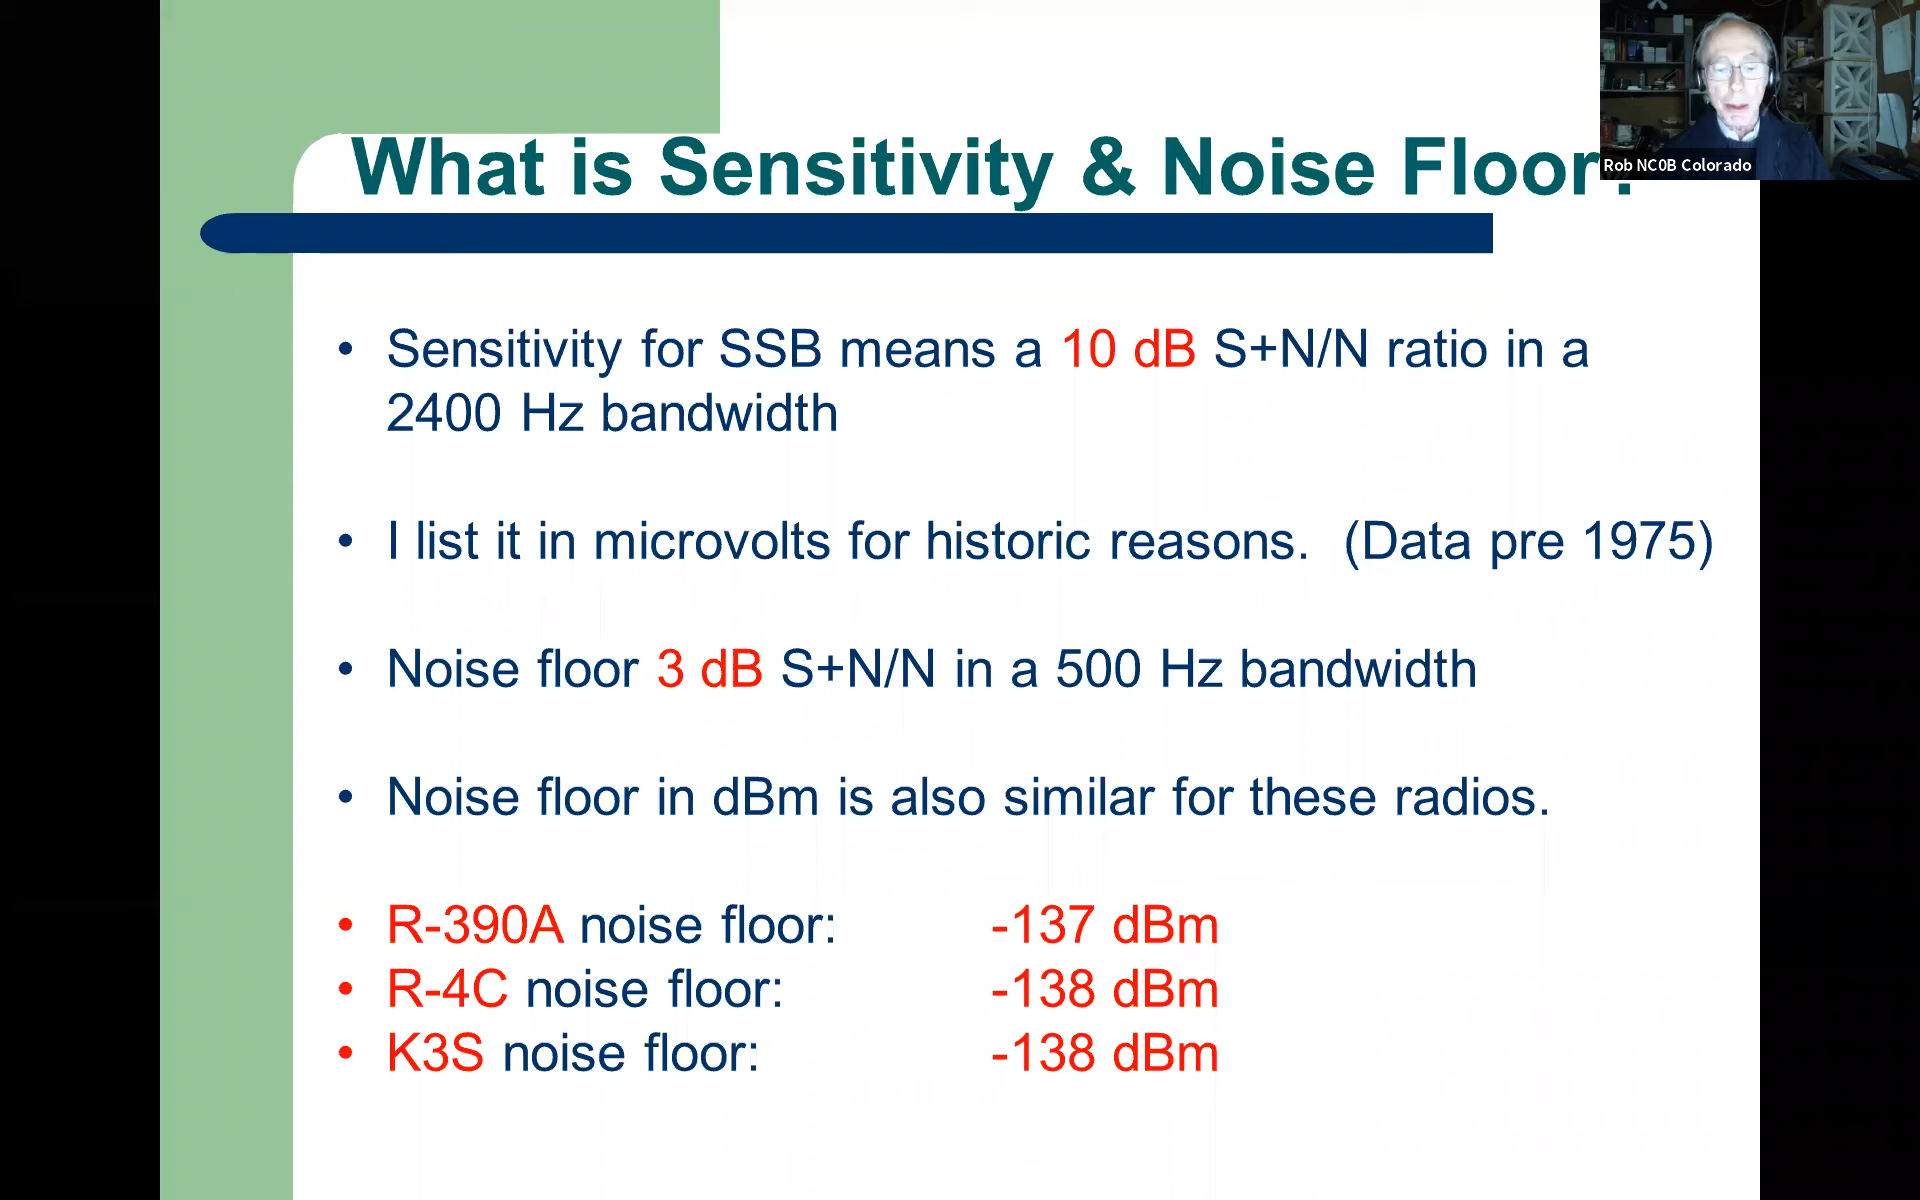 What is Sensitivity & Noise Floor?
Rob NC0B Colorado
• Sensitivity for SSB means a 10 dB S+N/N ratio in a
2400 Hz bandwidth
• I list it in microvolts for historic reasons. (Data pre 1975)
• Noise floor 3 dB S+N/N in a 500 Hz bandwidth
• Noise floor in dBm is also similar for these radios.
• R-390A noise floor: -137 dBm
• R-4C noise floor: -138 dBm
• K3S noise floor: -138 dBm